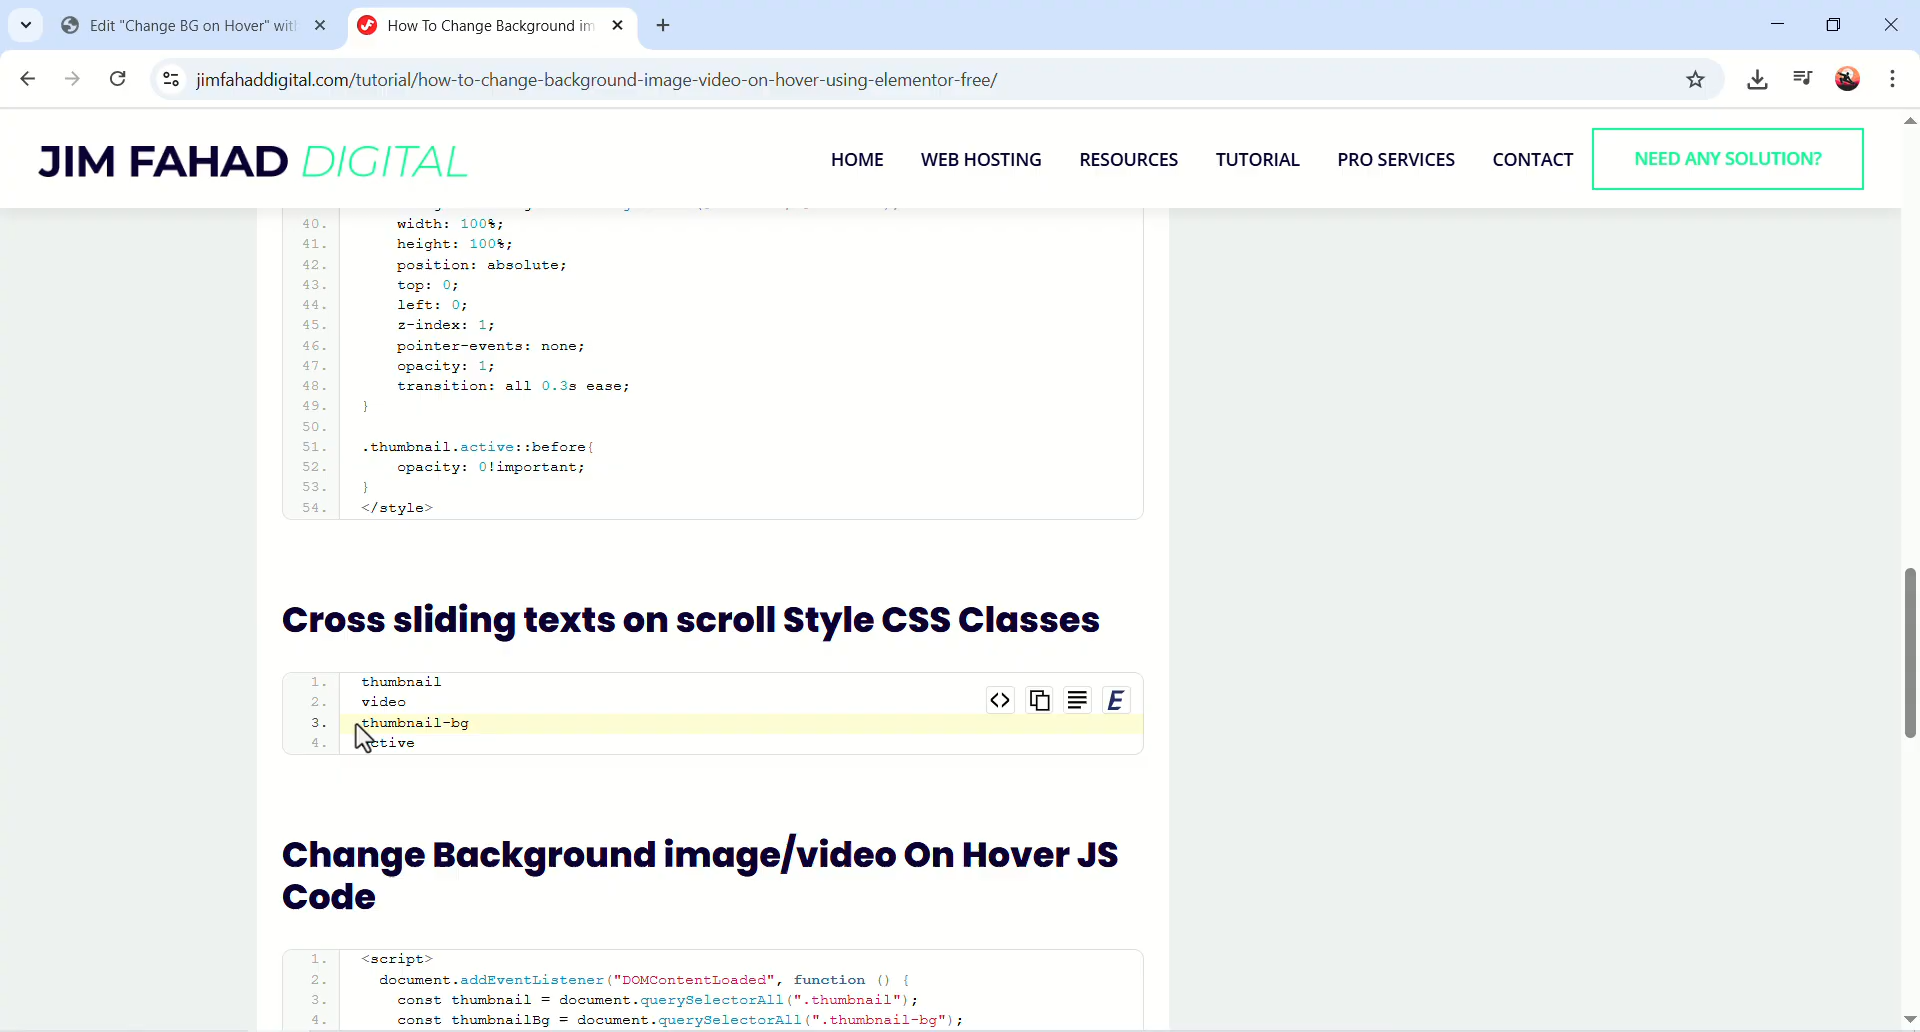 Edit "Change BG on Hover" wit
How To Change Background im
jimfahaddigital.com/tutorial/how-to-change-background-image-video-on-hover-using-elementor-free/
JIM FAHAD DIGITAL
HOME
WEB HOSTING
RESOURCES
TUTORIAL
PRO SERVICES
CONTACT
NEED ANY SOLUTION?
40. width: 100%;
41. height: 100%;
42. position: absolute;
43. top: 0;
44. left: 0;
45. z-index: 1;
46. pointer-events: none;
47. opacity: 1;
48. transition: all 0.3s ease;
49. }
50.
51. .thumbnail.active::before{
52. opacity: 0!important;
53. }
54. </style>
Cross sliding texts on scroll Style CSS Classes
1. thumbnail
2. video
3. thumbnail-bg
4. active
E
Change Background image/video On Hover JS
Code
1. <script>
2. document.addEventListener("DOMContentLoaded", function () {
3. const thumbnail = document.querySelectorAll(".thumbnail");
4. const thumbnailBg = document.querySelectorAll(".thumbnail-bg");